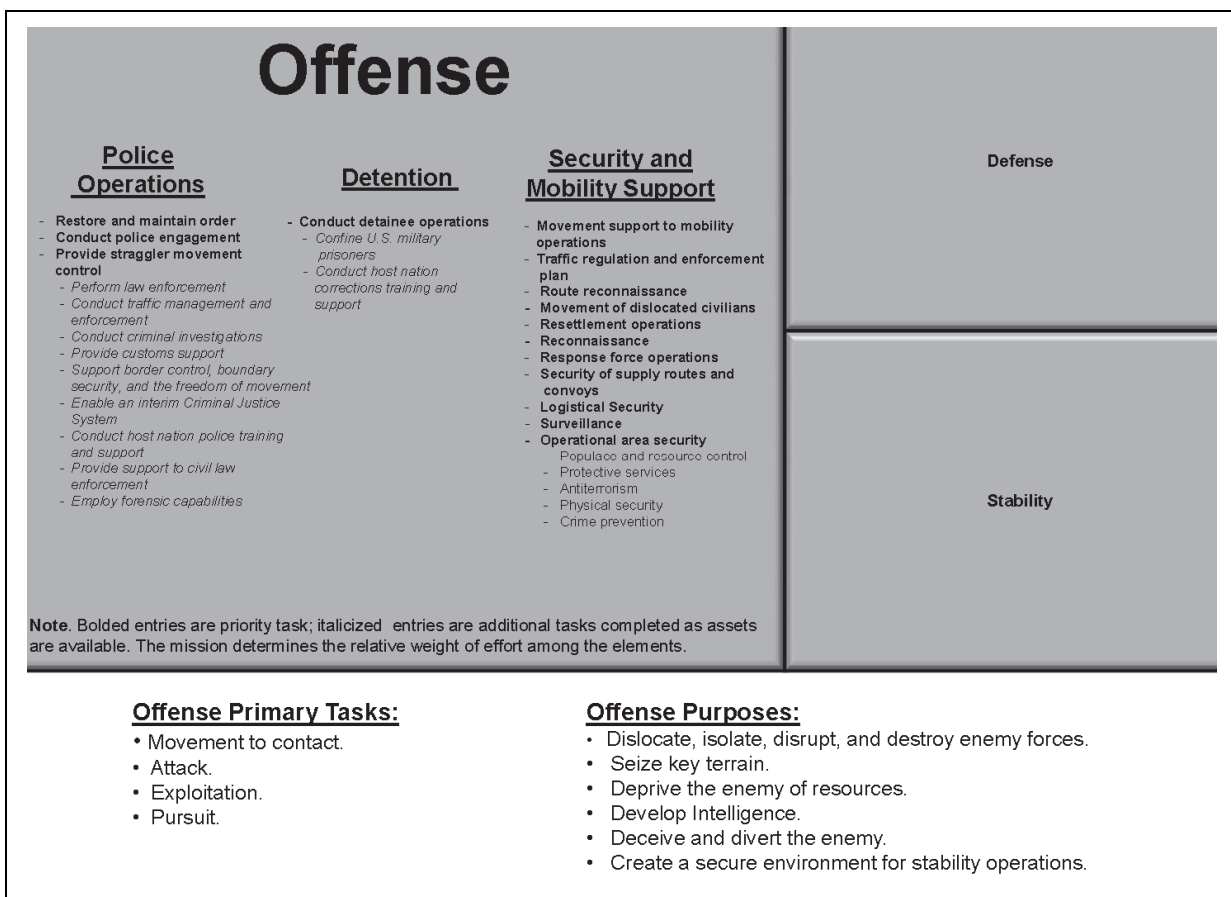 Offense
Police
Operations
- Restore and maintain order
- Conduct police engagement
- Provide straggler movement
control
- Perform law enforcement
- Conduct traffic management and
enforcement
- Conduct criminal investigations
- Provide customs support
- Support border control, boundary
security, and the freedom of movement
- Enable an interim Criminal Justice
System
- Conduct host nation police training
and support
- Provide support to civil law
enforcement
- Employ forensic capabilities
Detention
- Conduct detainee operations
- Confine U.S. military
prisoners
- Conduct host nation
corrections training and
support
Security and
Mobility Support
- Movement support to mobility
operations
- Traffic regulation and enforcement
plan
- Route reconnaissance
- Movement of dislocated civilians
- Resettlement operations
- Reconnaissance
- Response force operations
- Security of supply routes and
convoys
- Logistical Security
- Surveillance
- Operational area security
Populace and resource control
- Protective services
- Antiterrorism
- Physical security
- Crime prevention
Defense
Stability
Note. Bolded entries are priority task; italicized entries are additional tasks completed as assets
are available. The mission determines the relative weight of effort among the elements.
Offense Primary Tasks:
• Movement to contact.
• Attack.
• Exploitation.
• Pursuit.
Offense Purposes:
• Dislocate, isolate, disrupt, and destroy enemy forces.
• Seize key terrain.
• Deprive the enemy of resources.
• Develop Intelligence.
• Deceive and divert the enemy.
• Create a secure environment for stability operations.